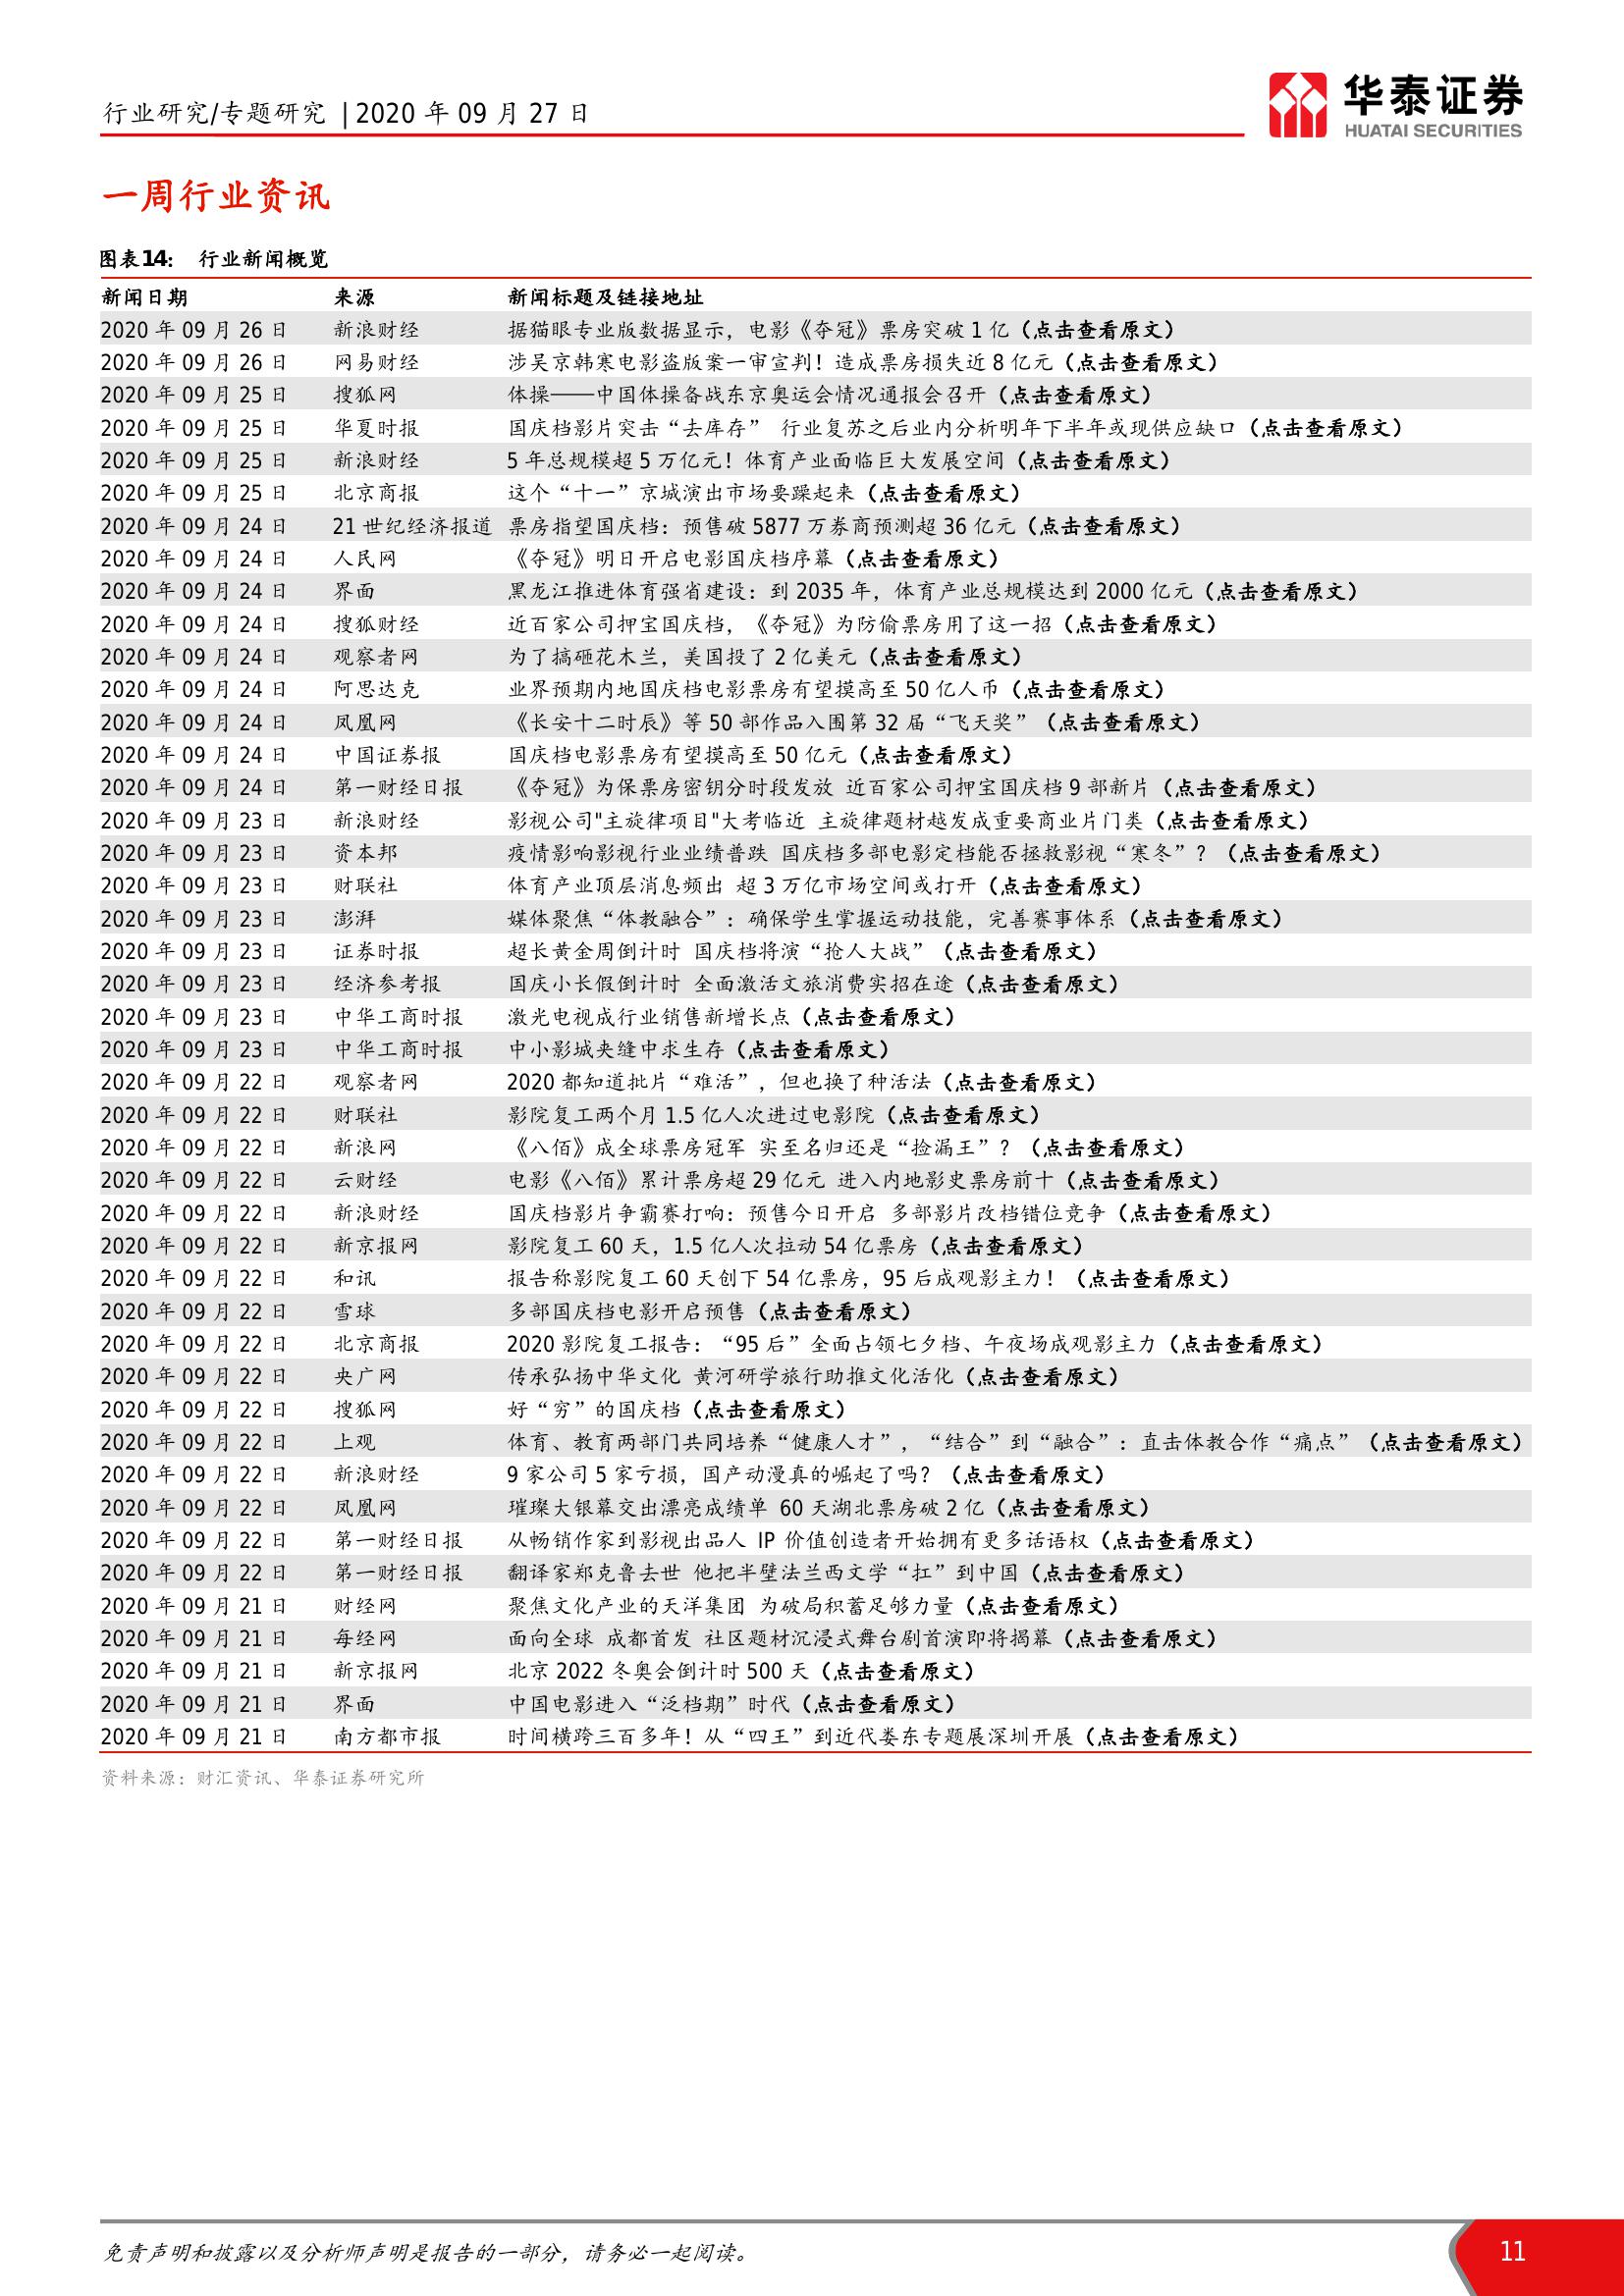 行业研究/专题研究 | 2020 年 09 月 27 日
华泰证券
HUATAI SECURITIES
一周行业资讯
图表14： 行业新闻概览
新闻日期 来源 新闻标题及链接地址
2020 年 09 月 26 日 新浪财经 据猫眼专业版数据显示，电影《夺冠》票房突破 1 亿（点击查看原文）
2020 年 09 月 26 日 网易财经 涉吴京韩寒电影盗版案一审宣判！造成票房损失近 8 亿元（点击查看原文）
2020 年 09 月 25 日 搜狐网 体操——中国体操备战东京奥运会情况通报会召开（点击查看原文）
2020 年 09 月 25 日 华夏时报 国庆档影片突击“去库存” 行业复苏之后业内分析明年下半年或现供应缺口（点击查看原文）
2020 年 09 月 25 日 新浪财经 5 年总规模超 5 万亿元！体育产业面临巨大发展空间（点击查看原文）
2020 年 09 月 25 日 北京商报 这个“十一”京城演出市场要躁起来（点击查看原文）
2020 年 09 月 24 日 21 世纪经济报道 票房指望国庆档：预售破 5877 万券商预测超 36 亿元（点击查看原文）
2020 年 09 月 24 日 人民网 《夺冠》明日开启电影国庆档序幕（点击查看原文）
2020 年 09 月 24 日 界面 黑龙江推进体育强省建设：到 2035 年，体育产业总规模达到 2000 亿元（点击查看原文）
2020 年 09 月 24 日 搜狐财经 近百家公司押宝国庆档，《夺冠》为防偷票房用了这一招（点击查看原文）
2020 年 09 月 24 日 观察者网 为了搞砸花木兰，美国投了 2 亿美元（点击查看原文）
2020 年 09 月 24 日 阿思达克 业界预期内地国庆档电影票房有望摸高至 50 亿人币（点击查看原文）
2020 年 09 月 24 日 凤凰网 《长安十二时辰》等 50 部作品入围第 32 届“飞天奖”（点击查看原文）
2020 年 09 月 24 日 中国证券报 国庆档电影票房有望摸高至 50 亿元（点击查看原文）
2020 年 09 月 24 日 第一财经日报 《夺冠》为保票房密钥分时段发放 近百家公司押宝国庆档 9 部新片（点击查看原文）
2020 年 09 月 23 日 新浪财经 影视公司"主旋律项目"大考临近 主旋律题材越发成重要商业片门类（点击查看原文）
2020 年 09 月 23 日 资本邦 疫情影响影视行业业绩普跌 国庆档多部电影定档能否拯救影视“寒冬”？（点击查看原文）
2020 年 09 月 23 日 财联社 体育产业顶层消息频出 超 3 万亿市场空间或打开（点击查看原文）
2020 年 09 月 23 日 澎湃 媒体聚焦“体教融合”：确保学生掌握运动技能，完善赛事体系（点击查看原文）
2020 年 09 月 23 日 证券时报 超长黄金周倒计时 国庆档将演“抢人大战”（点击查看原文）
2020 年 09 月 23 日 经济参考报 国庆小长假倒计时 全面激活文旅消费实招在途（点击查看原文）
2020 年 09 月 23 日 中华工商时报 激光电视成行业销售新增长点（点击查看原文）
2020 年 09 月 23 日 中华工商时报 中小影城夹缝中求生存（点击查看原文）
2020 年 09 月 22 日 观察者网 2020 都知道批片“难活”，但也换了种活法（点击查看原文）
2020 年 09 月 22 日 财联社 影院复工两个月 1.5 亿人次进过电影院（点击查看原文）
2020 年 09 月 22 日 新浪网 《八佰》成全球票房冠军 实至名归还是“捡漏王”？（点击查看原文）
2020 年 09 月 22 日 云财经 电影《八佰》累计票房超 29 亿元 进入内地影史票房前十（点击查看原文）
2020 年 09 月 22 日 新浪财经 国庆档影片争霸赛打响：预售今日开启 多部影片改档错位竞争（点击查看原文）
2020 年 09 月 22 日 新京报网 影院复工 60 天，1.5 亿人次拉动 54 亿票房（点击查看原文）
2020 年 09 月 22 日 和讯 报告称影院复工 60 天创下 54 亿票房，95 后成观影主力！（点击查看原文）
2020 年 09 月 22 日 雪球 多部国庆档电影开启预售（点击查看原文）
2020 年 09 月 22 日 北京商报 2020 影院复工报告：“95 后”全面占领七夕档、午夜场成观影主力（点击查看原文）
2020 年 09 月 22 日 央广网 传承弘扬中华文化 黄河研学旅行助推文化活化（点击查看原文）
2020 年 09 月 22 日 搜狐网 好“穷”的国庆档（点击查看原文）
2020 年 09 月 22 日 上观 体育、教育两部门共同培养“健康人才”，“结合”到“融合”：直击体教合作“痛点”（点击查看原文）
2020 年 09 月 22 日 新浪财经 9 家公司 5 家亏损，国产动漫真的崛起了吗？（点击查看原文）
2020 年 09 月 22 日 凤凰网 璀璨大银幕交出漂亮成绩单 60 天湖北票房破 2 亿（点击查看原文）
2020 年 09 月 22 日 第一财经日报 从畅销作家到影视出品人 IP 价值创造者开始拥有更多话语权（点击查看原文）
2020 年 09 月 22 日 第一财经日报 翻译家郑克鲁去世 他把半壁法兰西文学“扛”到中国（点击查看原文）
2020 年 09 月 21 日 财经网 聚焦文化产业的天洋集团 为破局积蓄足够力量（点击查看原文）
2020 年 09 月 21 日 每经网 面向全球 成都首发 社区题材沉浸式舞台剧首演即将揭幕（点击查看原文）
2020 年 09 月 21 日 新京报网 北京 2022 冬奥会倒计时 500 天（点击查看原文）
2020 年 09 月 21 日 界面 中国电影进入“泛档期”时代（点击查看原文）
2020 年 09 月 21 日 南方都市报 时间横跨三百多年！从“四王”到近代娄东专题展深圳开展（点击查看原文）
资料来源：财汇资讯、华泰证券研究所
免责声明和披露以及分析师声明是报告的一部分，请务必一起阅读。
11